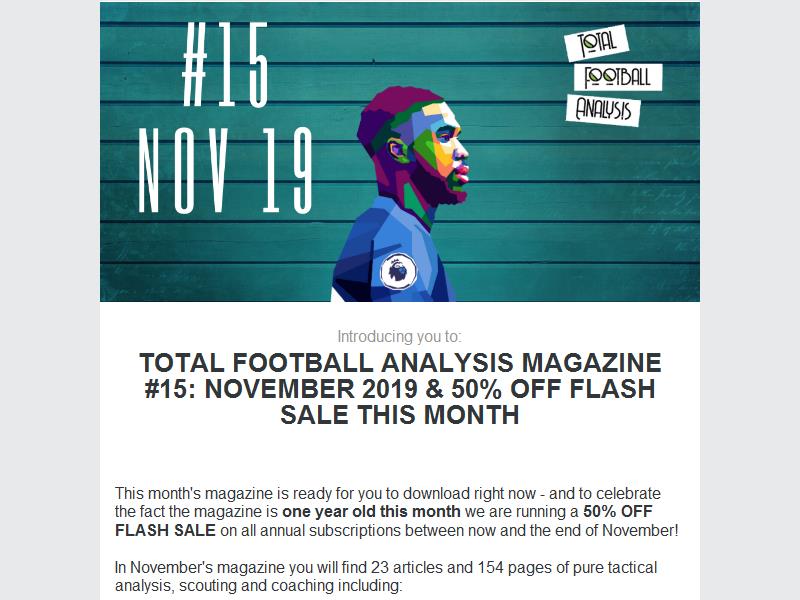 #15
NOV 19
TOTAL
FOOTBALL
ANALYSIS
Introducing you to:
TOTAL FOOTBALL ANALYSIS MAGAZINE
#15: NOVEMBER 2019 & 50% OFF FLASH
SALE THIS MONTH
This month's magazine is ready for you to download right now - and to celebrate
the fact the magazine is one year old this month we are running a 50% OFF
FLASH SALE on all annual subscriptions between now and the end of November!
In November's magazine you will find 23 articles and 154 pages of pure tactical
analysis, scouting and coaching including: